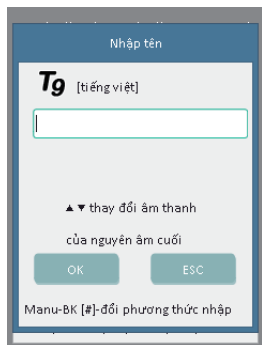 Nhập tên
T9 [tiếng việt]
▲▼ thay đổi âm thanh
của nguyên âm cuối
OK ESC
Manu-BK [#]-đổi phương thức nhập